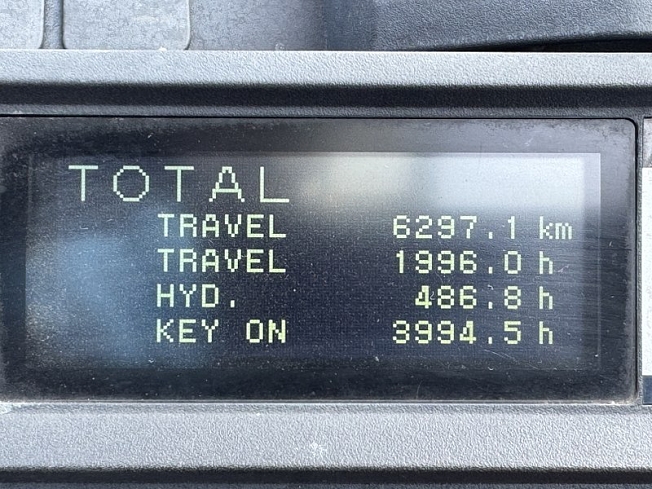 TOTAL
TRAVEL 6297.1 km
TRAVEL 1996.0 h
HYD. 486.8 h
KEY ON 3994.5 h